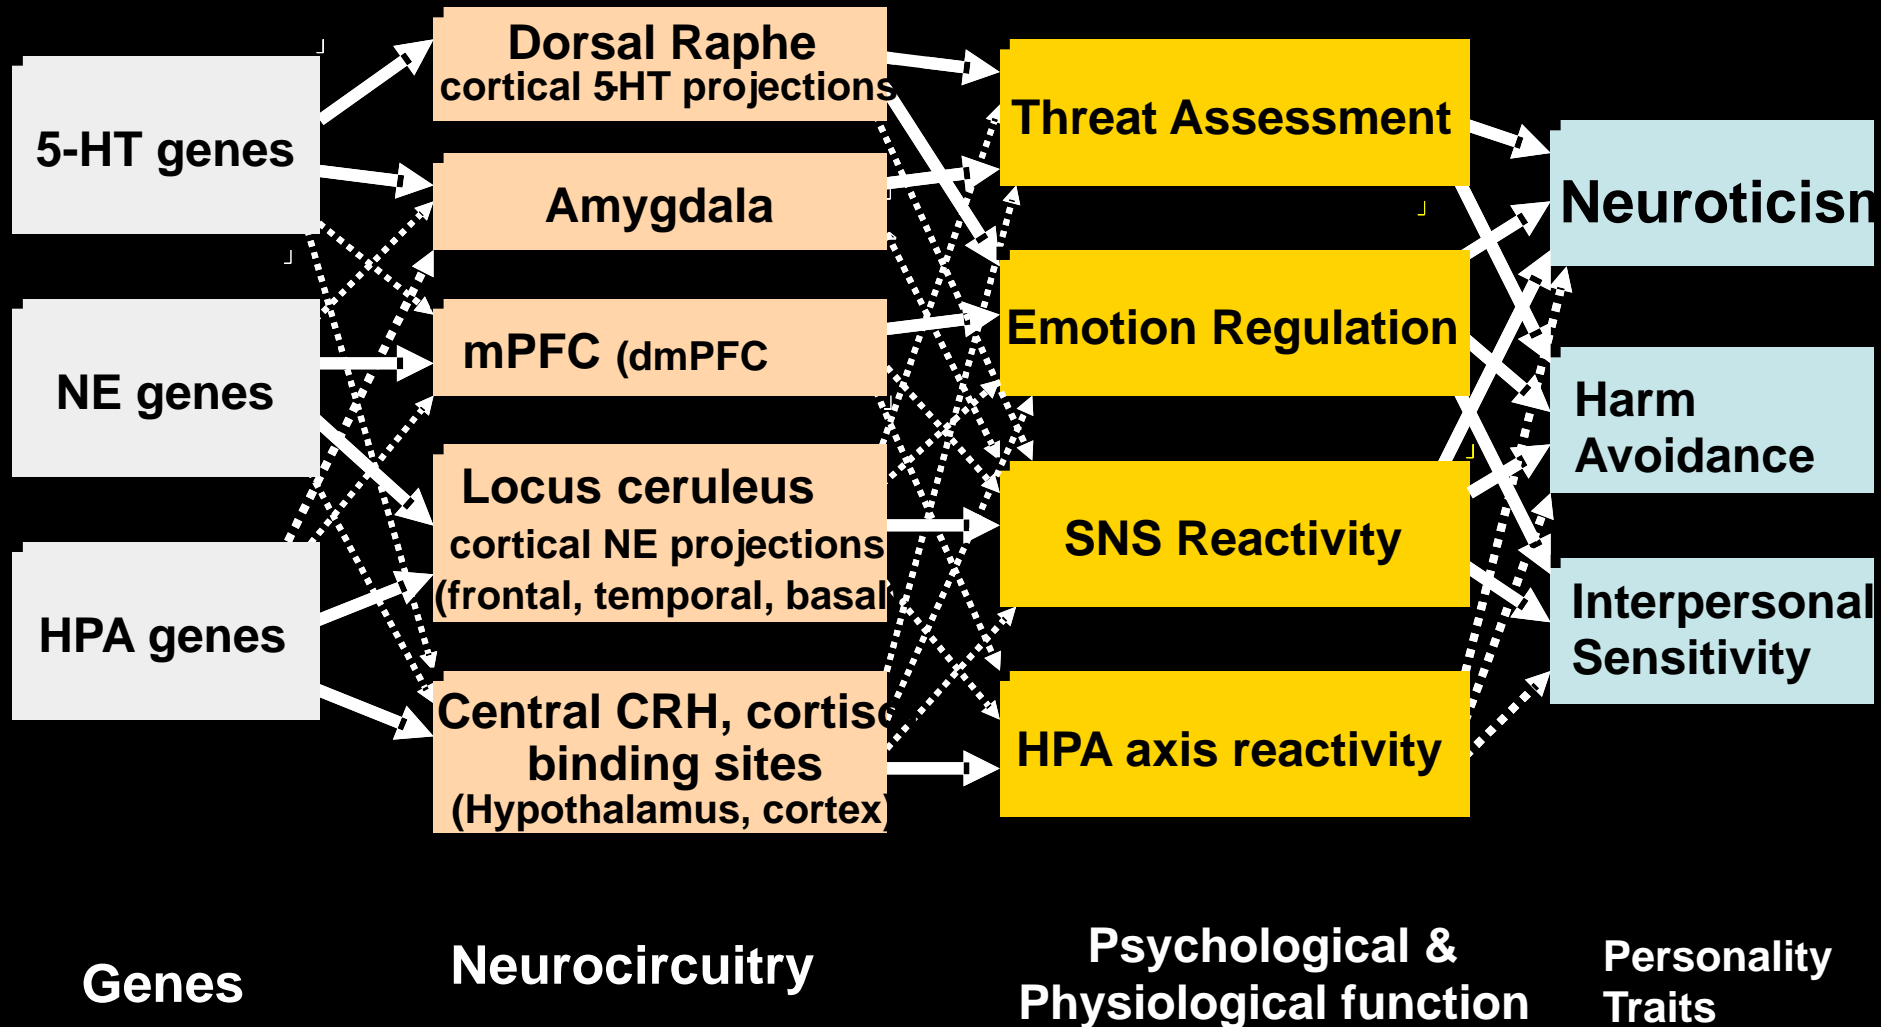 5-HT genes
NE genes
HPA genes
Dorsal Raphe
cortical 5-HT projections
Amygdala
mPFC (dmPFC
Locus ceruleus
cortical NE projections
(frontal, temporal, basal
Central CRH,
binding sites
(Hypothalamus, cortex)
Threat Assessment
Emotion Regulation
SNS Reactivity
HPA axis reactivity
Neuroticism
Harm
Avoidance
Interpersonal
Sensitivity
Genes
Neurocircuitry
Psychological &
Physiological function
Personality
Traits